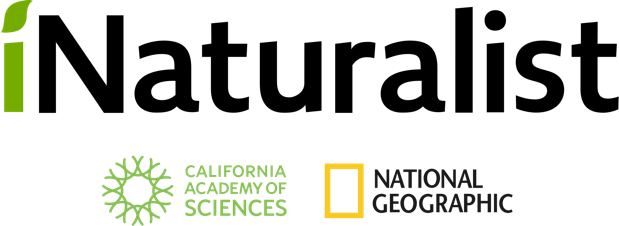 iNaturalist
CALIFORNIA
ACADEMY OF
SCIENCES
NATIONAL
GEOGRAPHIC